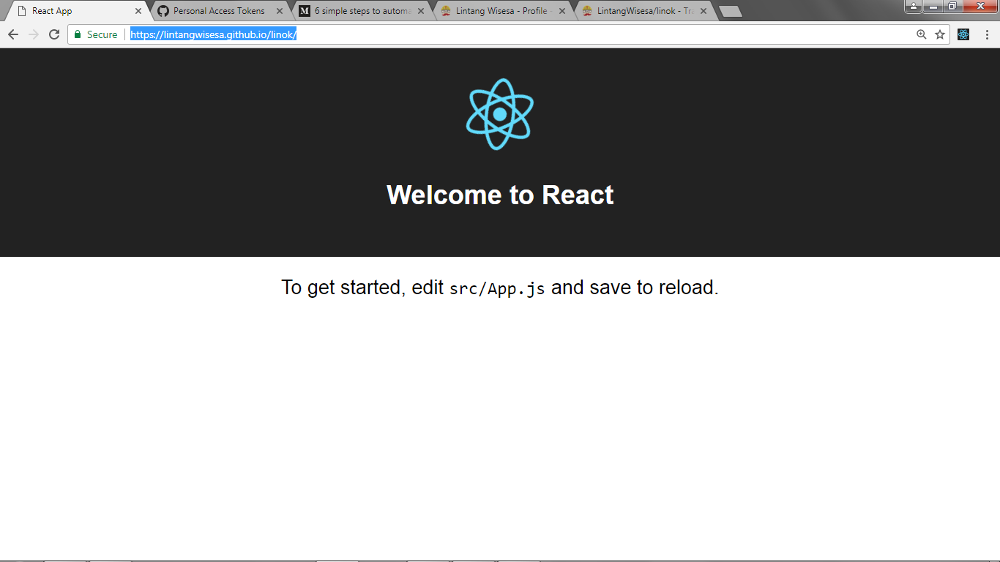 React App
Personal Access Tokens
6 simple steps to automa
Lintang Wisesa - Profile -
LintangWisesa/linok - Tra
Secure https://lintangwisesa.github.io/linok/
Welcome to React
To get started, edit src/App.js and save to reload.